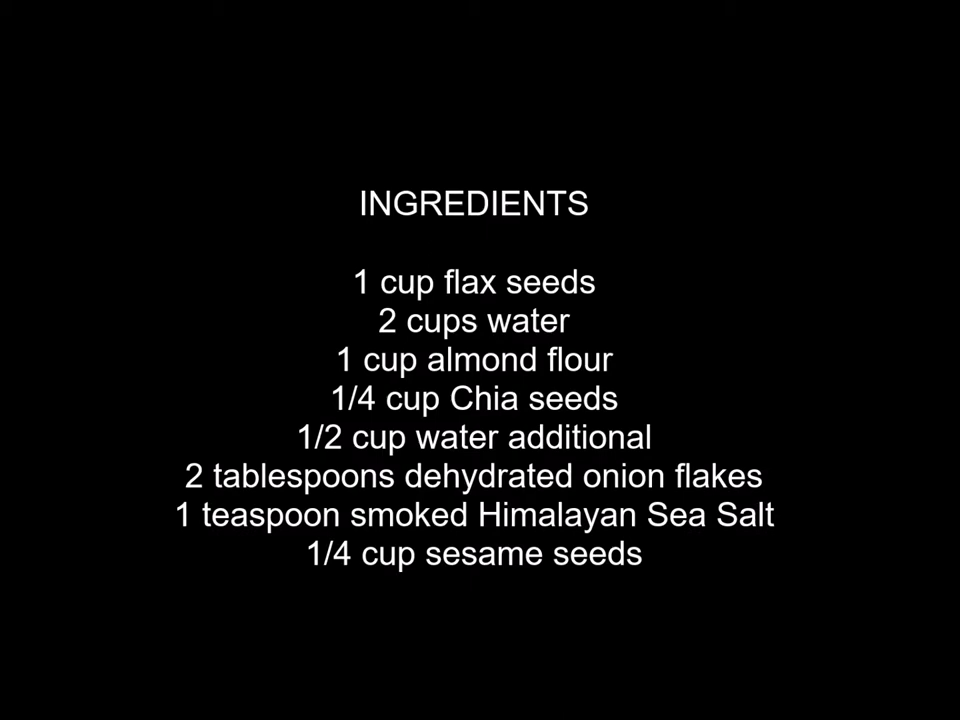 INGREDIENTS
1 cup flax seeds
2 cups water
1 cup almond flour
1/4 cup Chia seeds
1/2 cup water additional
2 tablespoons dehydrated onion flakes
1 teaspoon smoked Himalayan Sea Salt
1/4 cup sesame seeds